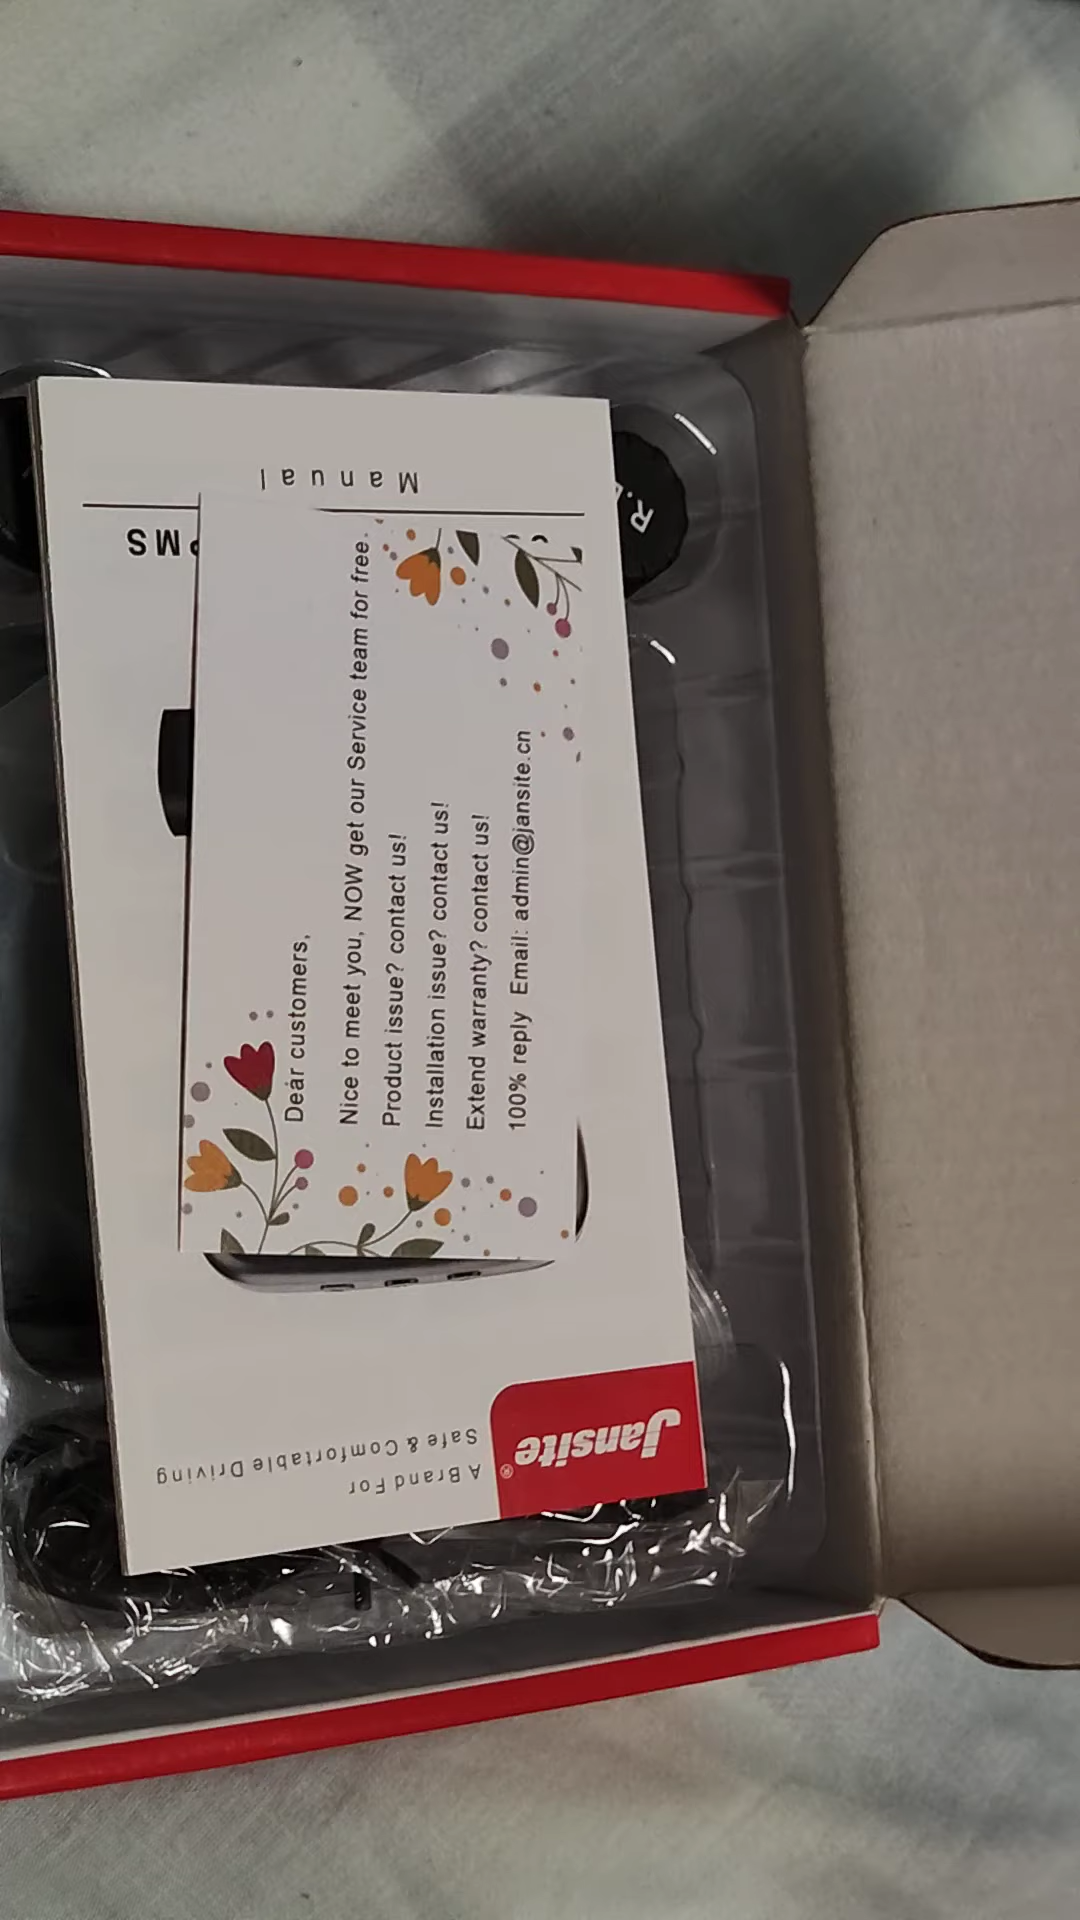 Dear customers,
Nice to meet you, NOW get our Service team for free.
Product issue? contact us!
Installation issue? contact us!
Extend warranty? contact us!
100% reply Email: admin@jansite.cn
Jansite®
A Brand For
Safe & Comfortable Driving
MS
Manual
R.